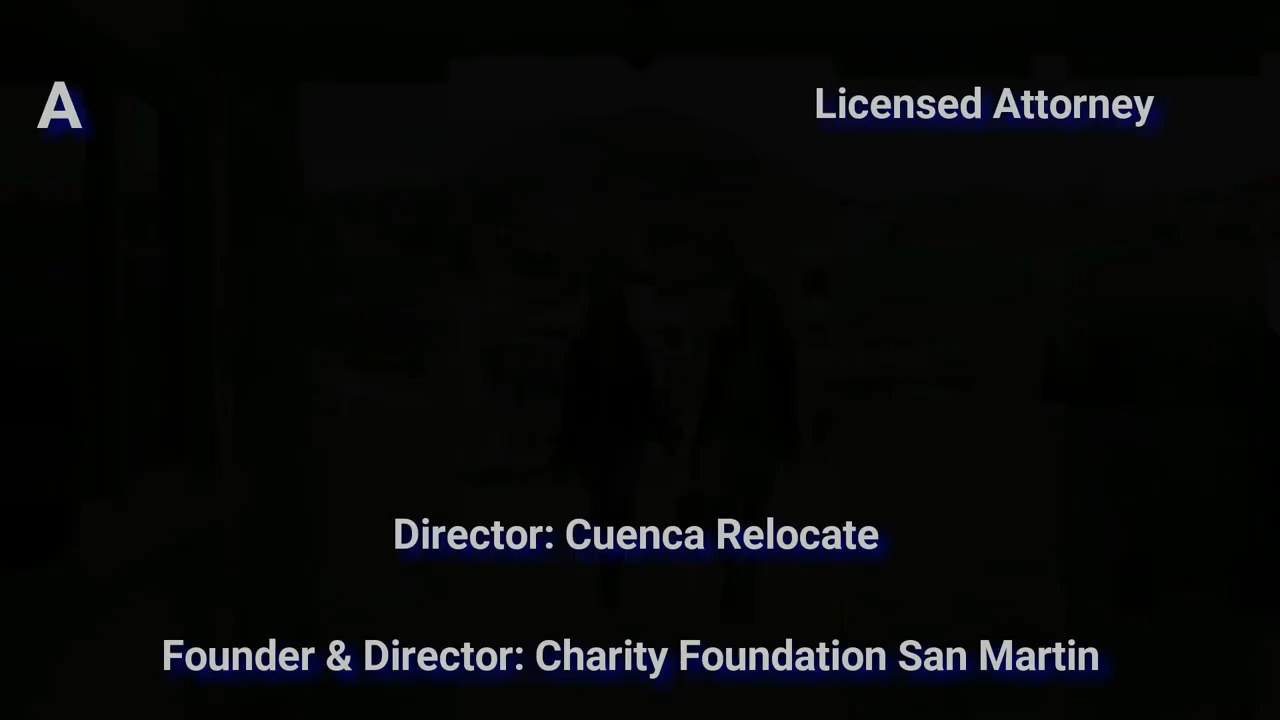 A
Licensed Attorney
Director: Cuenca Relocate
Founder & Director: Charity Foundation San Martin